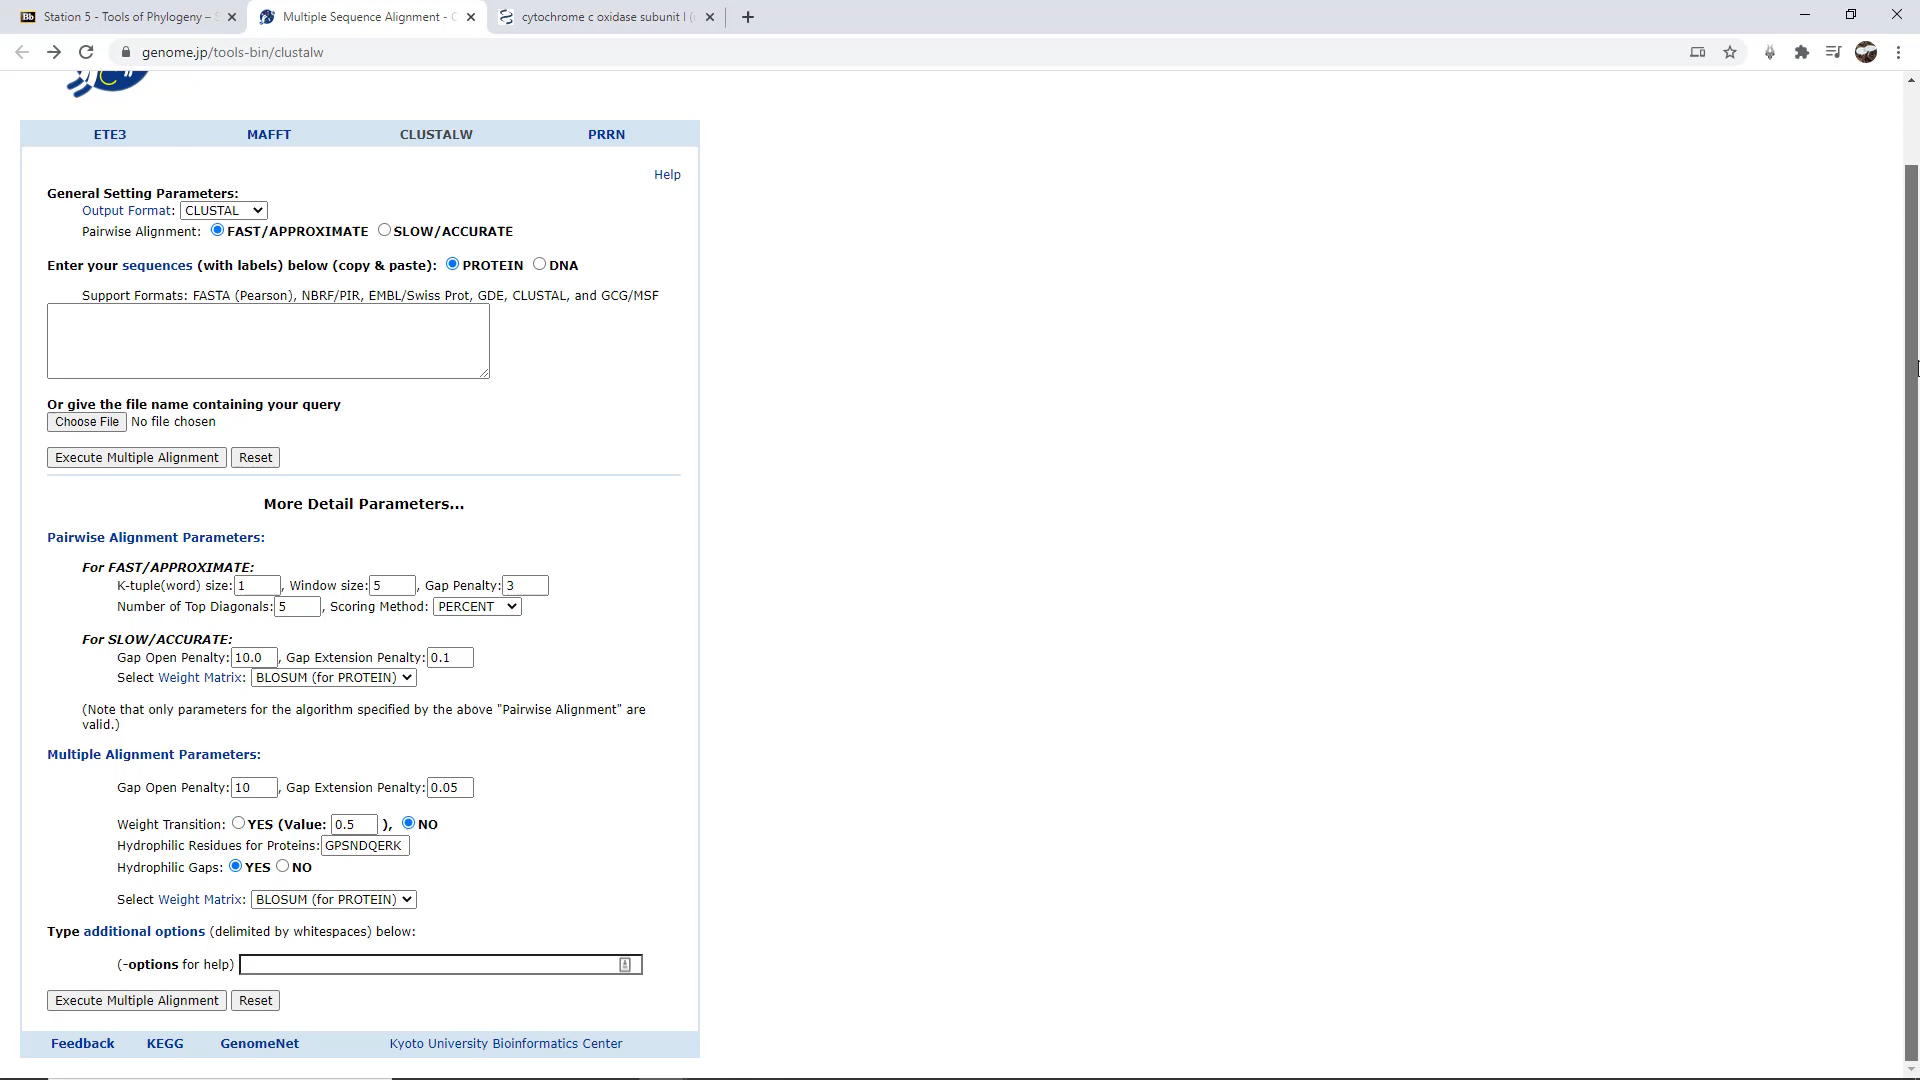 Station 5 - Tools of Phylogeny –
Multiple Sequence Alignment -
cytochrome c oxidase subunit I
genome.jp/tools-bin/clustalw
ETE3 MAFFT CLUSTALW PRRN
Help
General Setting Parameters:
Output Format: CLUSTAL
Pairwise Alignment: FAST/APPROXIMATE SLOW/ACCURATE
Enter your sequences (with labels) below (copy & paste): PROTEIN DNA
Support Formats: FASTA (Pearson), NBRF/PIR, EMBL/Swiss Prot, GDE, CLUSTAL, and GCG/MSF
Or give the file name containing your query
Choose File No file chosen
Execute Multiple Alignment Reset
More Detail Parameters...
Pairwise Alignment Parameters:
For FAST/APPROXIMATE:
K-tuple(word) size: 1 , Window size: 5 , Gap Penalty: 3
Number of Top Diagonals: 5 , Scoring Method: PERCENT
For SLOW/ACCURATE:
Gap Open Penalty: 10.0 , Gap Extension Penalty: 0.1
Select Weight Matrix: BLOSUM (for PROTEIN)
(Note that only parameters for the algorithm specified by the above "Pairwise Alignment" are
valid.)
Multiple Alignment Parameters:
Gap Open Penalty: 10 , Gap Extension Penalty: 0.05
Weight Transition: YES (Value: 0.5 ), NO
Hydrophilic Residues for Proteins: GPSNDQERK
Hydrophilic Gaps: YES NO
Select Weight Matrix: BLOSUM (for PROTEIN)
Type additional options (delimited by whitespaces) below:
(-options for help)
Execute Multiple Alignment Reset
Feedback KEGG GenomeNet Kyoto University Bioinformatics Center